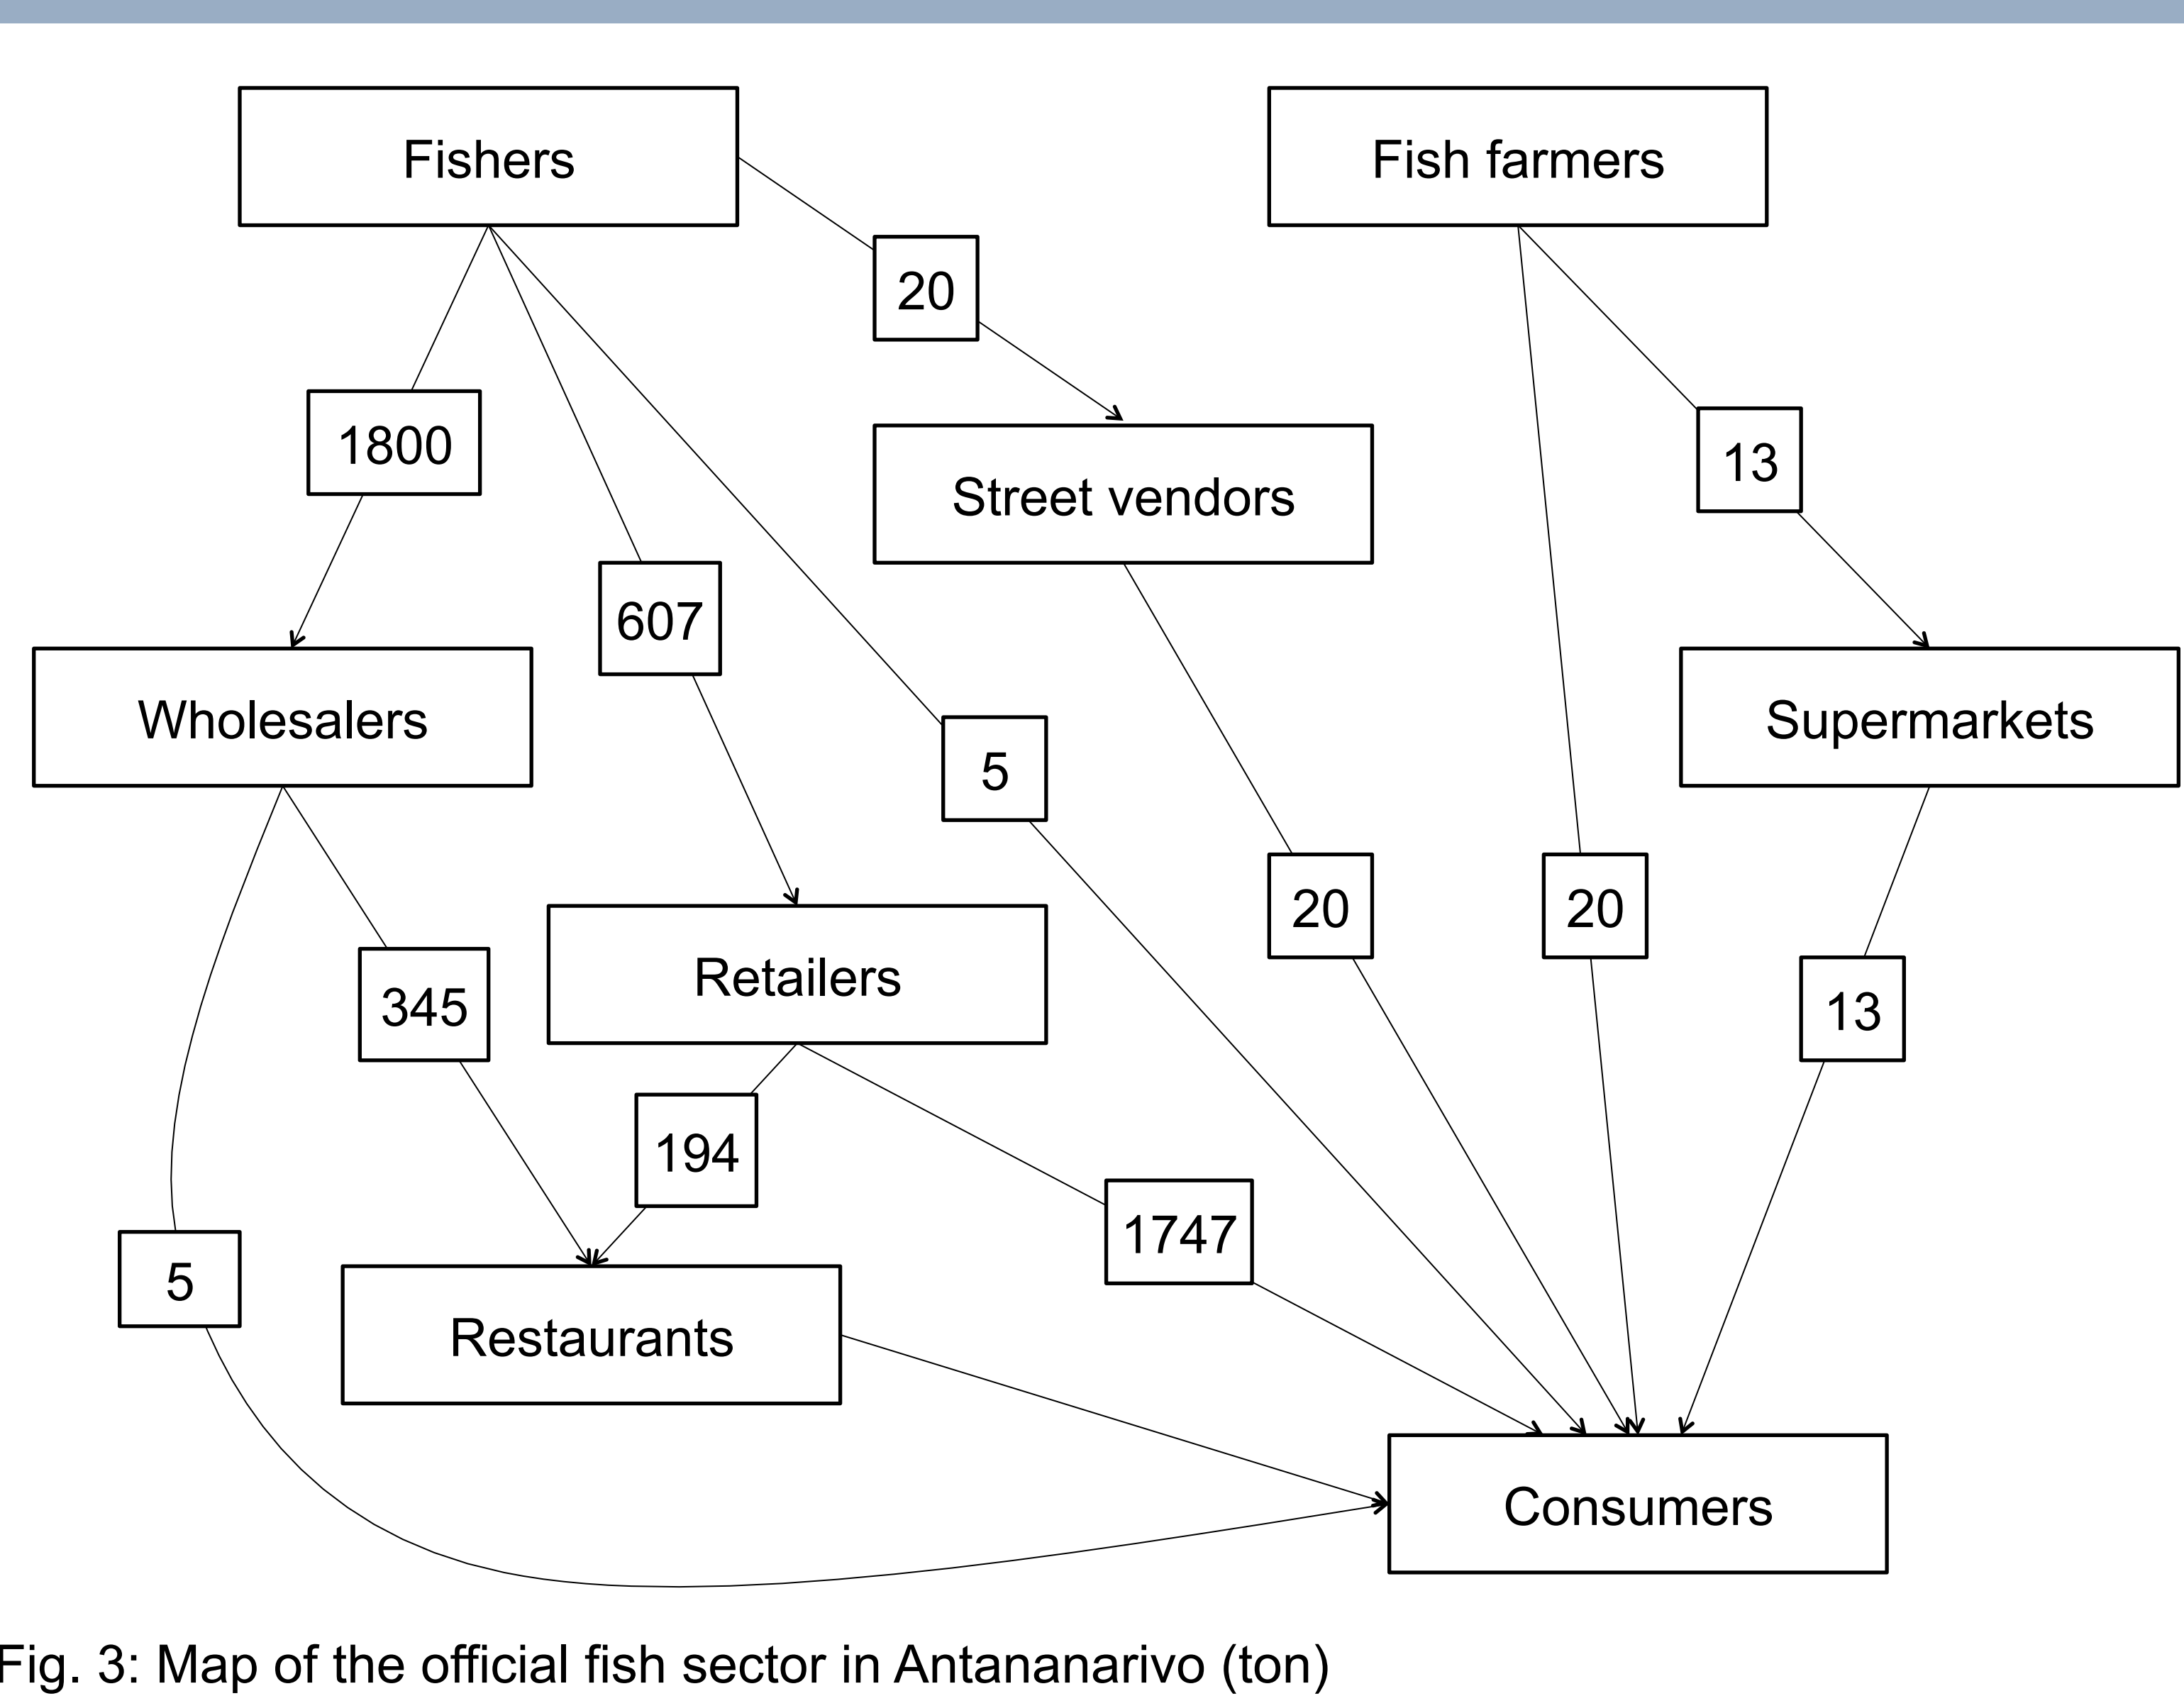 Fishers
Fish farmers
20
1800
13
Street vendors
607
Wholesalers
Supermarkets
5
20
20
Retailers
345
13
194
1747
5
Restaurants
Consumers
Fig. 3: Map of the official fish sector in Antananarivo (ton)